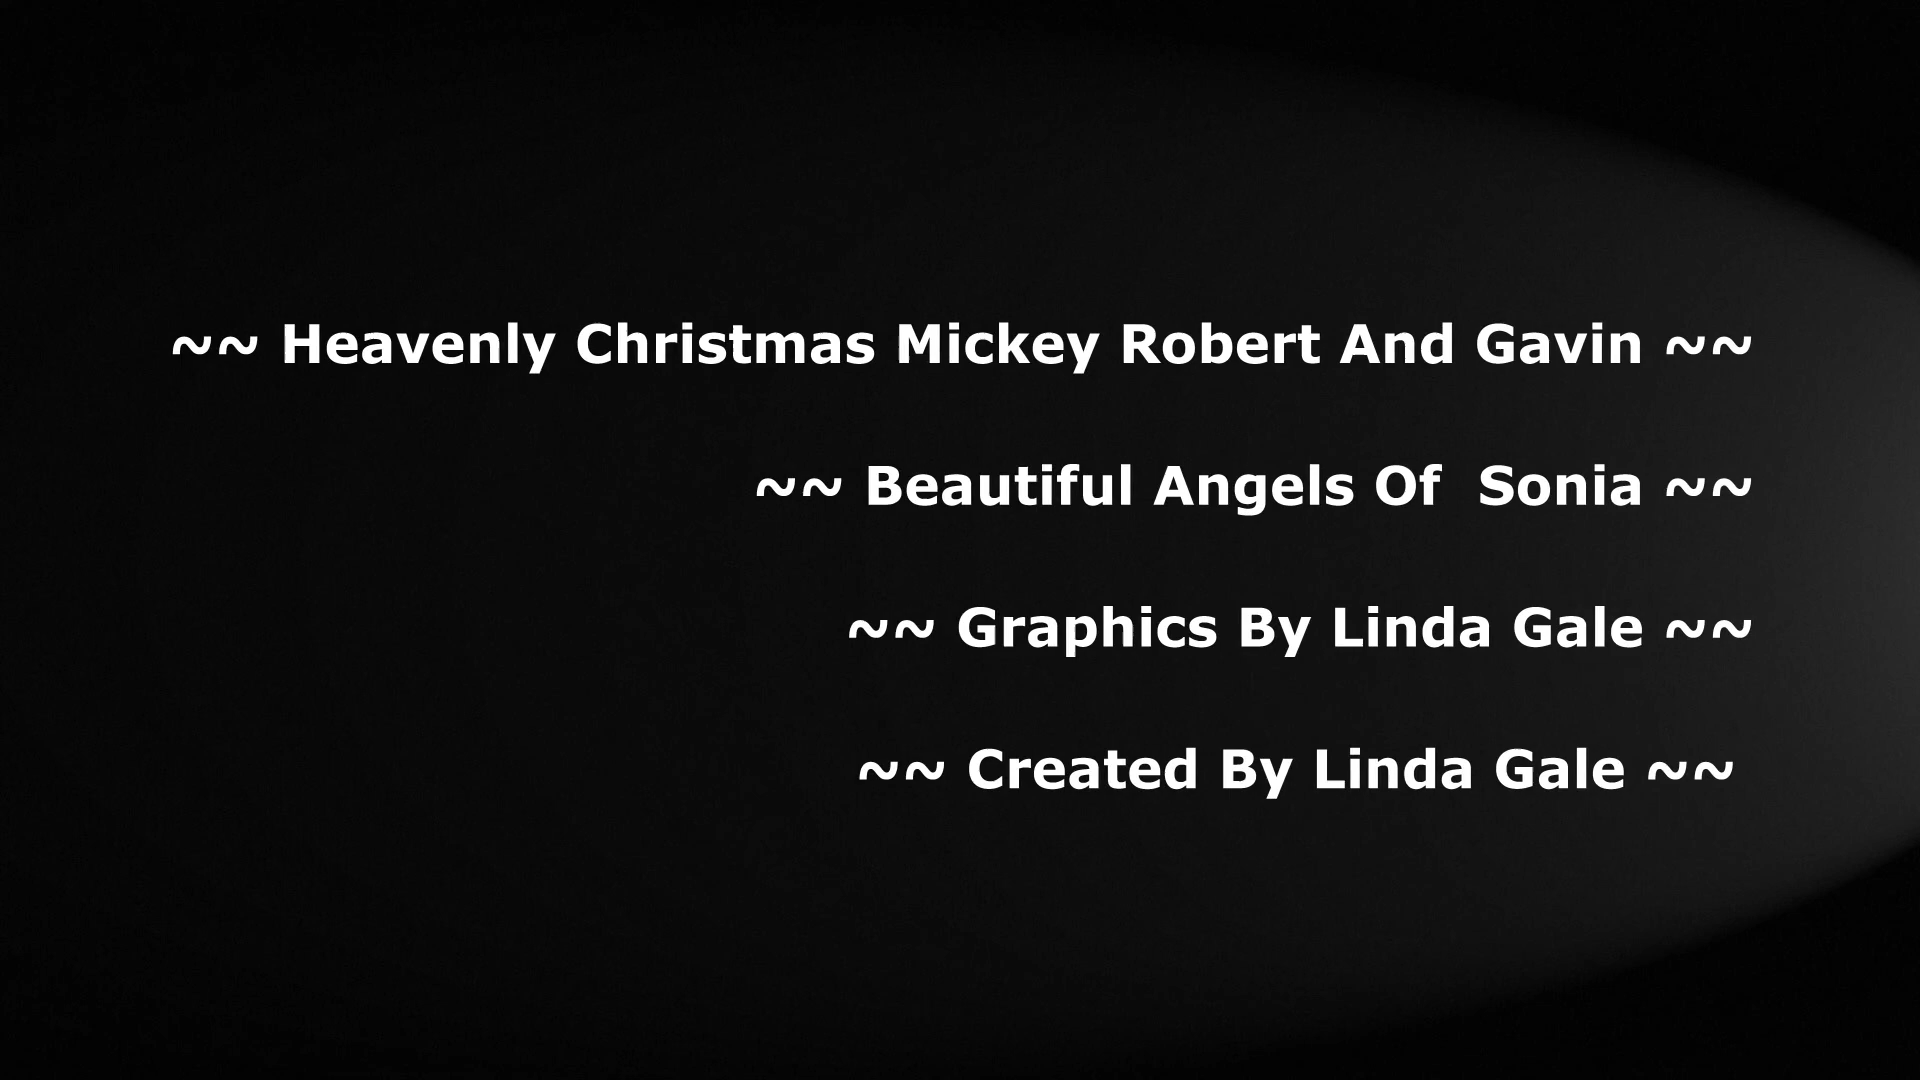 ~~ Heavenly Christmas Mickey Robert And Gavin ~~
~~ Beautiful Angels Of  Sonia ~~
~~ Graphics By Linda Gale ~~
~~ Created By Linda Gale ~~